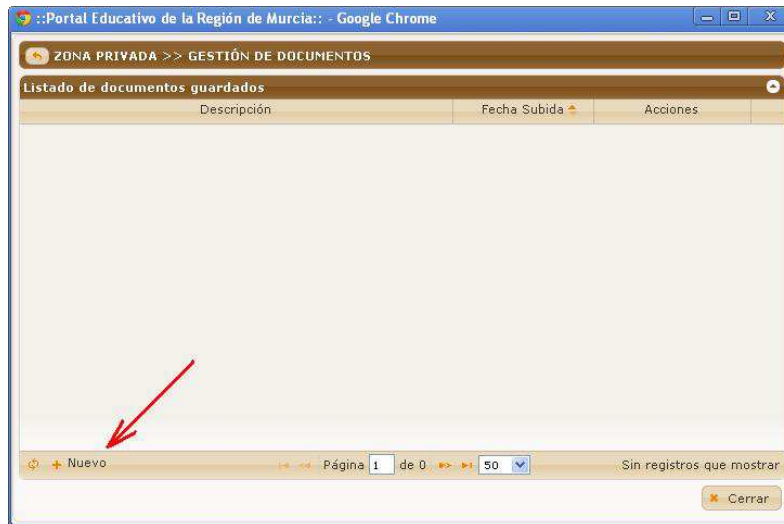 ::Portal Educativo de la Región de Murcia:: - Google Chrome
ZONA PRIVADA >> GESTIÓN DE DOCUMENTOS
Listado de documentos guardados
Descripción Fecha Subida Acciones
+ Nuevo Página 1 de 0 50 Sin registros que mostrar
Cerrar